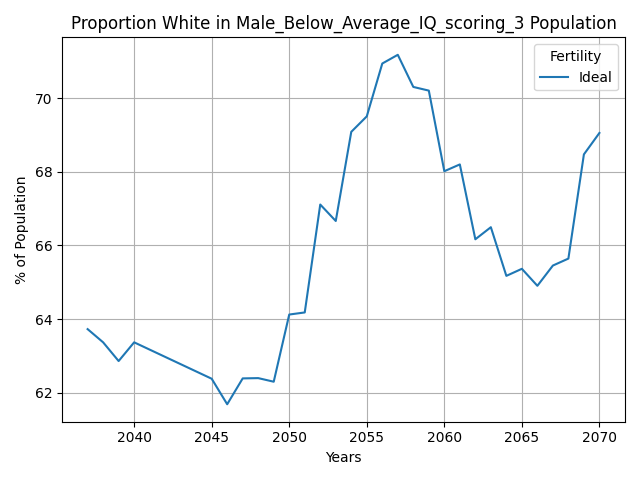 Proportion White in Male_Below_Average_IQ_scoring_3 Population
Fertility
Ideal
% of Population
70
68
66
64
62
2040 2045 2050 2055 2060 2065 2070
Years